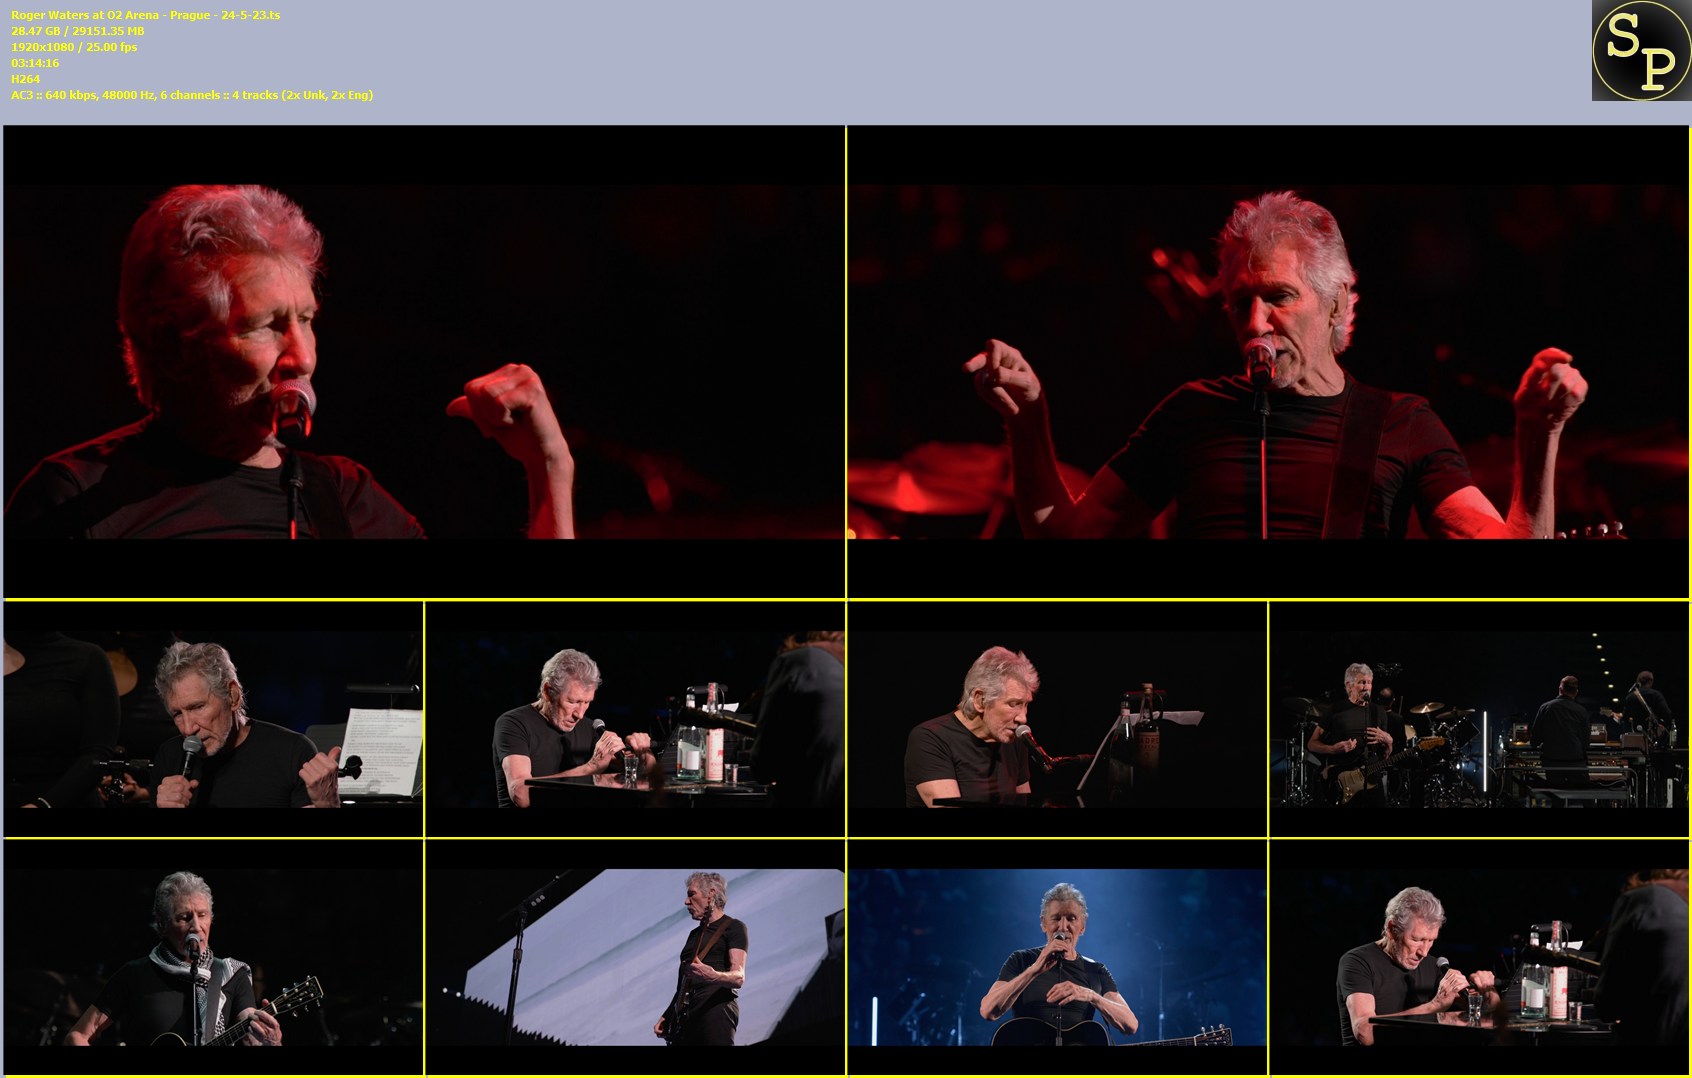 Roger Waters at O2 Arena - Prague - 24-5-23.ts
28.47 GB / 29151.35 MB
1920x1080 / 25.00 fps
03:14:16
H264
AC3 :: 640 kbps, 48000 Hz, 6 channels :: 4 tracks (2x Unk, 2x Eng)
SP